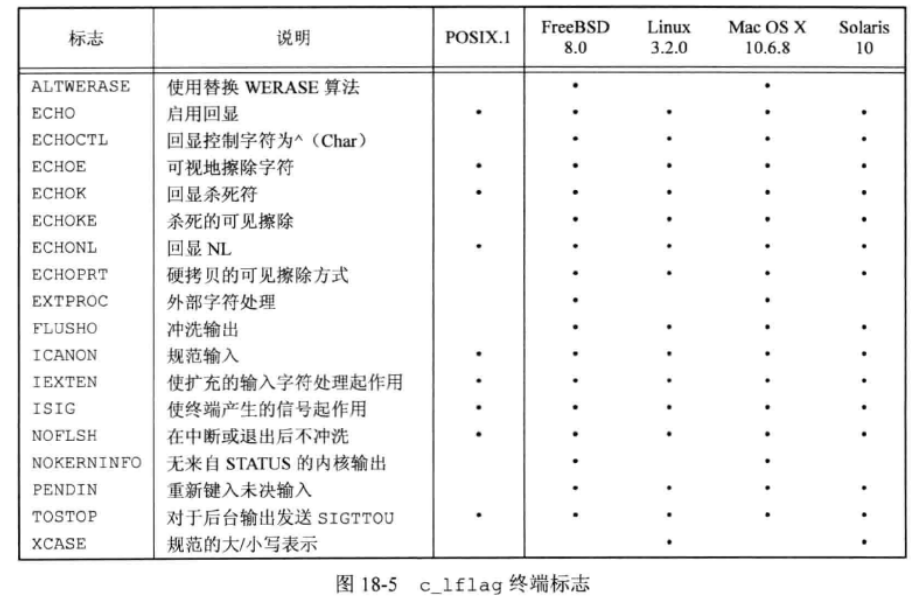 标志 说明 POSIX.1 FreeBSD 8.0 Linux 3.2.0 Mac OS X 10.6.8 Solaris 10
ALTWERASE 使用替换 WERASE 算法 • •
ECHO 启用回显 • • • • •
ECHOCTL 回显控制字符为^（Char） • • • •
ECHOE 可视地擦除字符 • • • • •
ECHOK 回显杀死符 • • • • •
ECHOKE 杀死的可见擦除 • • • •
ECHONL 回显 NL • • • • •
ECHOPRT 硬拷贝的可见擦除方式 • • • •
EXTPROC 外部字符处理 • •
FLUSHO 冲洗输出 • • • •
ICANON 规范输入 • • • • •
IEXTEN 使扩充的输入字符处理起作用 • • • • •
ISIG 使终端产生的信号起作用 • • • • •
NOFLSH 在中断或退出后不冲洗 • • • • •
NOKERNINFO 无来自 STATUS 的内核输出 • •
PENDIN 重新键入未决输入 • • • •
TOSTOP 对于后台输出发送 SIGTTOU • • • • •
XCASE 规范的大/小写表示 • •
图 18-5 c_lflag 终端标志